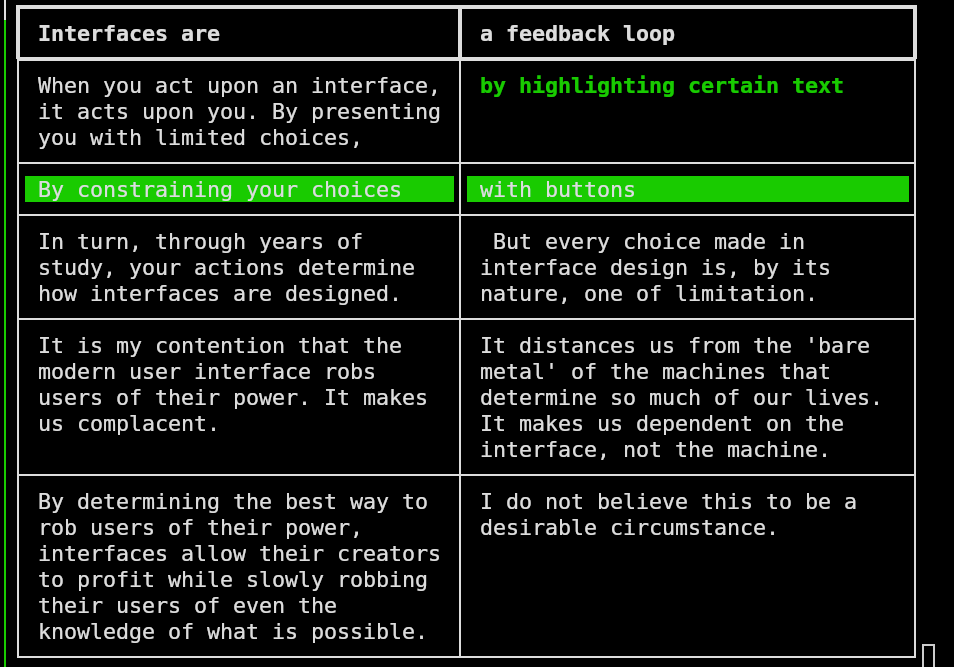 Interfaces are
a feedback loop
When you act upon an interface,
it acts upon you. By presenting
you with limited choices,
by highlighting certain text
By constraining your choices
with buttons
In turn, through years of
study, your actions determine
how interfaces are designed.
But every choice made in
interface design is, by its
nature, one of limitation.
It is my contention that the
modern user interface robs
users of their power. It makes
us complacent.
It distances us from the 'bare
metal' of the machines that
determine so much of our lives.
It makes us dependent on the
interface, not the machine.
By determining the best way to
rob users of their power,
interfaces allow their creators
to profit while slowly robbing
their users of even the
knowledge of what is possible.
I do not believe this to be a
desirable circumstance.